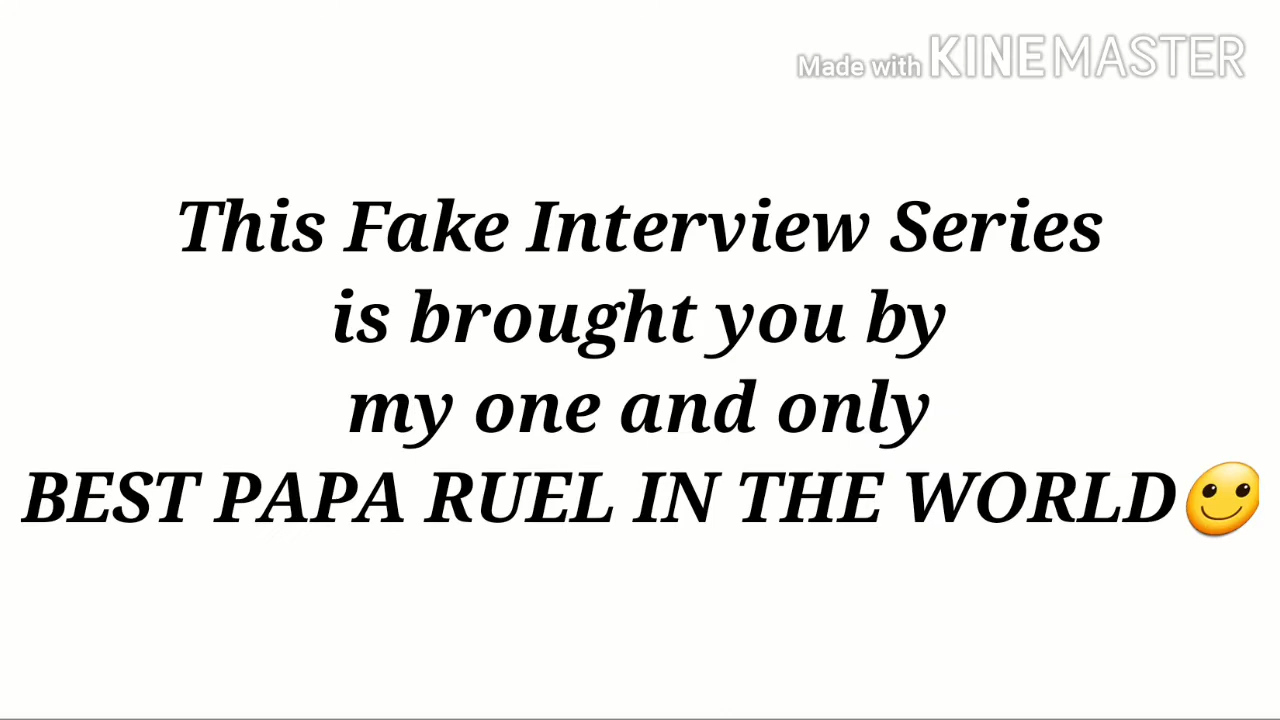 Made with KINEMASTER
This Fake Interview Series
is brought you by
my one and only
BEST PAPA RUEL IN THE WORLD🙂